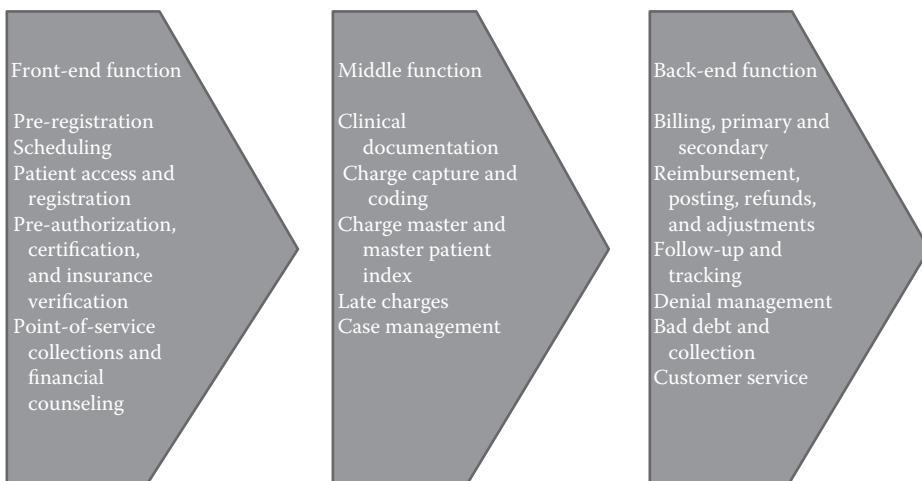 Front-end function
Pre-registration
Scheduling
Patient access and
registration
Pre-authorization,
certification,
and insurance
verification
Point-of-service
collections and
financial
counseling
Middle function
Clinical
documentation
Charge capture and
coding
Charge master and
master patient
index
Late charges
Case management
Back-end function
Billing, primary and
secondary
Reimbursement,
posting, refunds,
and adjustments
Follow-up and
tracking
Denial management
Bad debt and
collection
Customer service